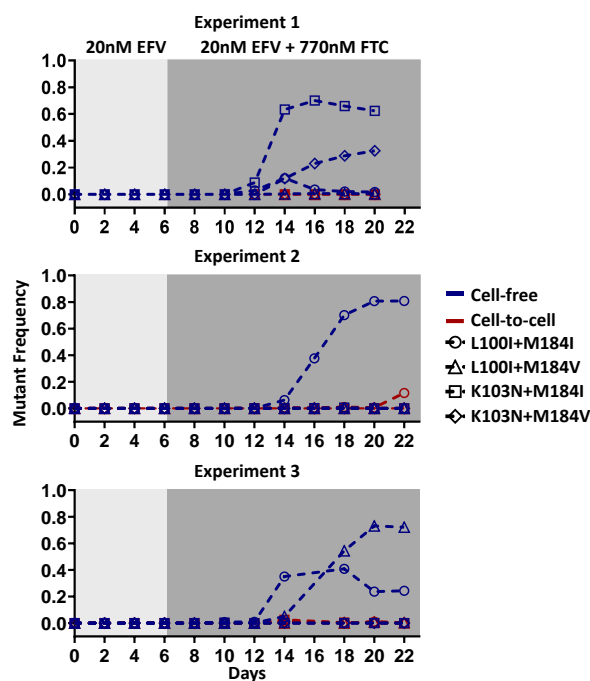 Experiment 1
20nM EFV 20nM EFV + 770nM FTC
1.0
0.8
0.6
0.4
0.2
0.0
0 2 4 6 8 10 12 14 16 18 20 22
Experiment 2
1.0
0.8
0.6
0.4
0.2
0.0
0 2 4 6 8 10 12 14 16 18 20 22
Experiment 3
1.0
0.8
0.6
0.4
0.2
0.0
0 2 4 6 8 10 12 14 16 18 20 22
Days
Mutant Frequency
Cell-free
Cell-to-cell
L100I+M184I
L100I+M184V
K103N+M184I
K103N+M184V